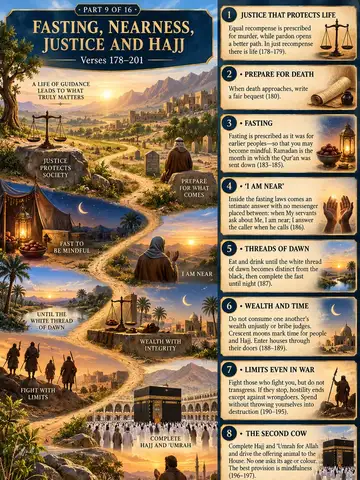 PART 9 OF 16
FASTING, NEARNESS,
JUSTICE AND HAJJ
Verses 178–201
A LIFE OF GUIDANCE
LEADS TO WHAT
TRULY MATTERS
JUSTICE
PROTECTS
SOCIETY
PREPARE
FOR WHAT
COMES
FAST TO
BE MINDFUL
I AM NEAR
UNTIL
THE WHITE
THREAD
OF DAWN
WEALTH WITH
INTEGRITY
FIGHT WITH
LIMITS
COMPLETE
HAJJ AND 'UMRAH
1 JUSTICE THAT PROTECTS LIFE
Equal recompense is prescribed
for murder, while pardon opens
a better path. In just recompense
there is life (178–179).
2 • PREPARE FOR DEATH
When death approaches, write
a fair bequest (180).
3 • FASTING
Fasting is prescribed as it was for
earlier peoples—so that you may
become mindful. Ramadan is the
month in which the Qur'an was
sent down (183–185).
4 • 'I AM NEAR'
Inside the fasting laws comes an
intimate answer with no messenger
placed between: when My servants
ask about Me, I am near; I answer
the caller when he calls (186).
5 • THREADS OF DAWN
Eat and drink until the white thread
of dawn becomes distinct from the
black, then complete the fast
until night (187).
6 • WEALTH AND TIME
Do not consume one another's
wealth unjustly or bribe judges.
Crescent moons mark time for people
and Hajj. Enter houses through
their doors (188–189).
7 • LIMITS EVEN IN WAR
Fight those who fight you, but do not
transgress. If they stop, hostility ends
except against wrongdoers. Spend
without throwing yourselves into
destruction (190–195).
8 • THE SECOND COW
Complete Hajj and 'Umrah for Allah
and drive the offering animal to the
House. No one asks its age or colour.
The best provision is mindfulness
(196–197).